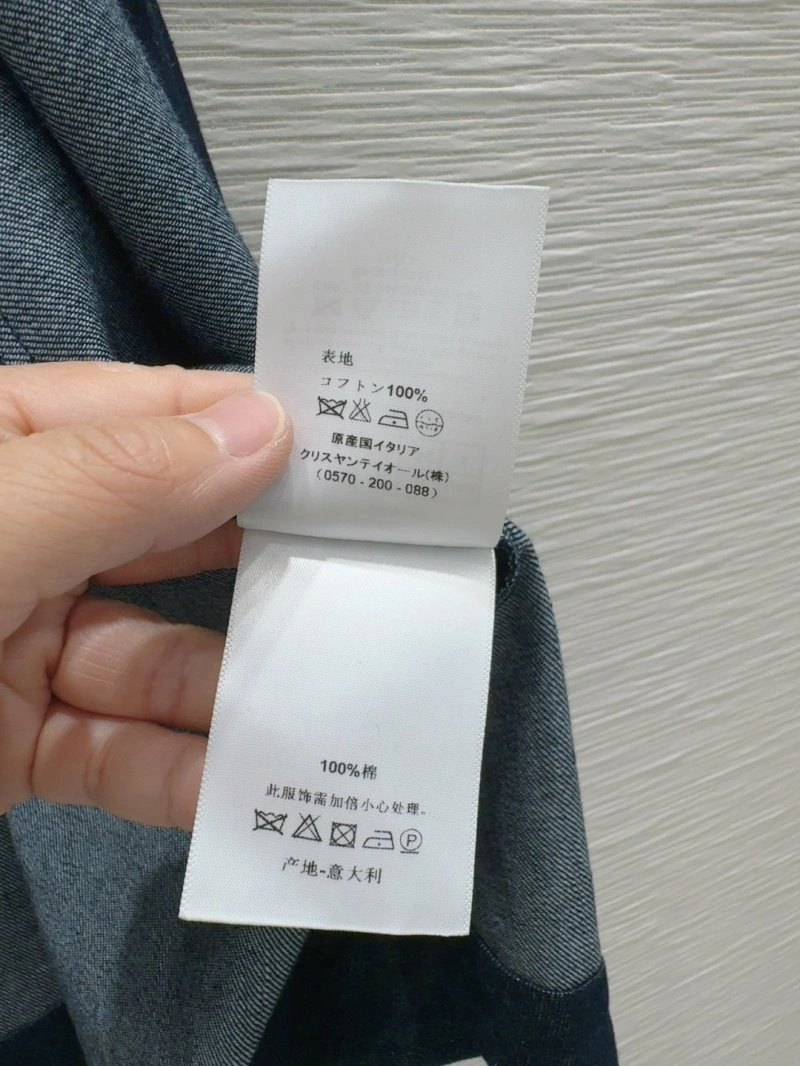 表地
コフトン100%
原産国イタリア
クリスヤンテイオール(株)
(0570-200-088)
100%棉
此服饰需加倍小心处理。
P
产地-意大利